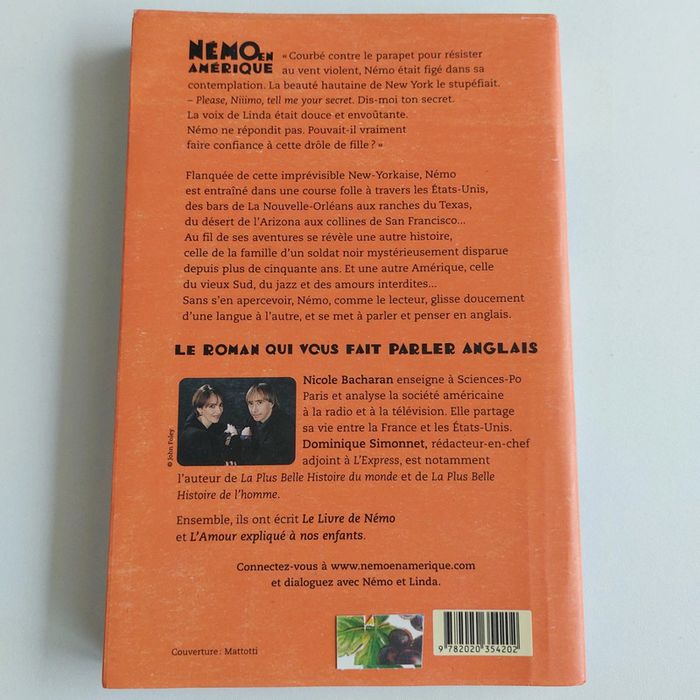 NÉMO EN
AMÉRIQUE
« Courbé contre le parapet pour résister
au vent violent, Némo était figé dans sa
contemplation. La beauté hautaine de New York le stupéfiait.
– Please, Niiimo, tell me your secret. Dis-moi ton secret.
La voix de Linda était douce et envoûtante.
Némo ne répondit pas. Pouvait-il vraiment
faire confiance à cette drôle de fille ? »
Flanquée de cette imprévisible New-Yorkaise, Némo
est entraîné dans une course folle à travers les États-Unis,
des bars de La Nouvelle-Orléans aux ranches du Texas,
du désert de l'Arizona aux collines de San Francisco...
Au fil de ses aventures se révèle une autre histoire,
celle de la famille d'un soldat noir mystérieusement disparue
depuis plus de cinquante ans. Et une autre Amérique, celle
du vieux Sud, du jazz et des amours interdites...
Sans s'en apercevoir, Némo, comme le lecteur, glisse doucement
d'une langue à l'autre, et se met à parler et penser en anglais.
LE ROMAN QUI VOUS FAIT PARLER ANGLAIS
© John Foley
Nicole Bacharan enseigne à Sciences-Po
Paris et analyse la société américaine
à la radio et à la télévision. Elle partage
sa vie entre la France et les États-Unis.
Dominique Simonnet, rédacteur-en-chef
adjoint à L'Express, est notamment
l'auteur de La Plus Belle Histoire du monde et de La Plus Belle
Histoire de l'homme.
Ensemble, ils ont écrit Le Livre de Némo
et L'Amour expliqué à nos enfants.
Connectez-vous à www.nemoenamerique.com
et dialoguez avec Némo et Linda.
Couverture : Mattotti
9 782020 354202